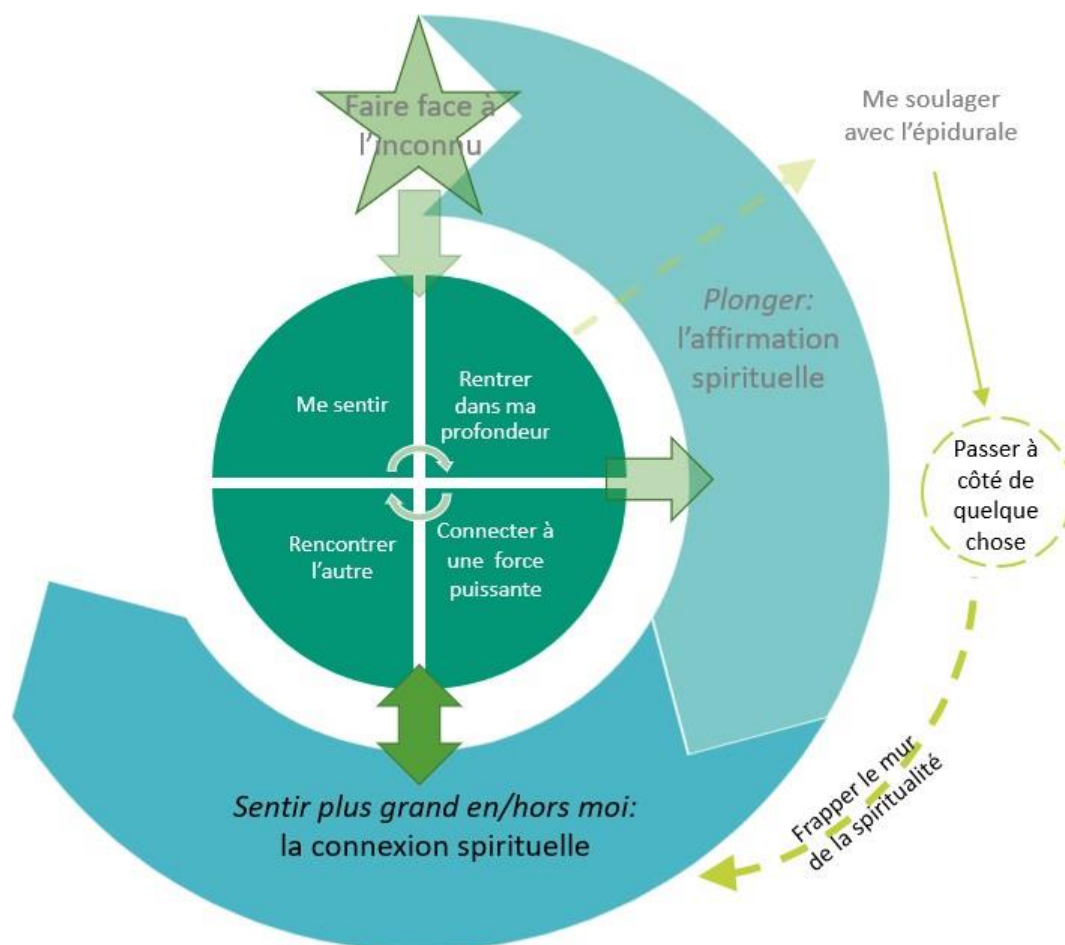 Faire face à
l'inconnu
Me soulager
avec l'épidurale
Plonger:
l'affirmation
spirituelle
Me sentir
Rentrer
dans ma
profondeur
Rencontrer
l'autre
Connecter à
une force
puissante
Passer à
côté de
quelque
chose
Frapper le mur
de la spiritualité
Sentir plus grand en/hors moi:
la connexion spirituelle